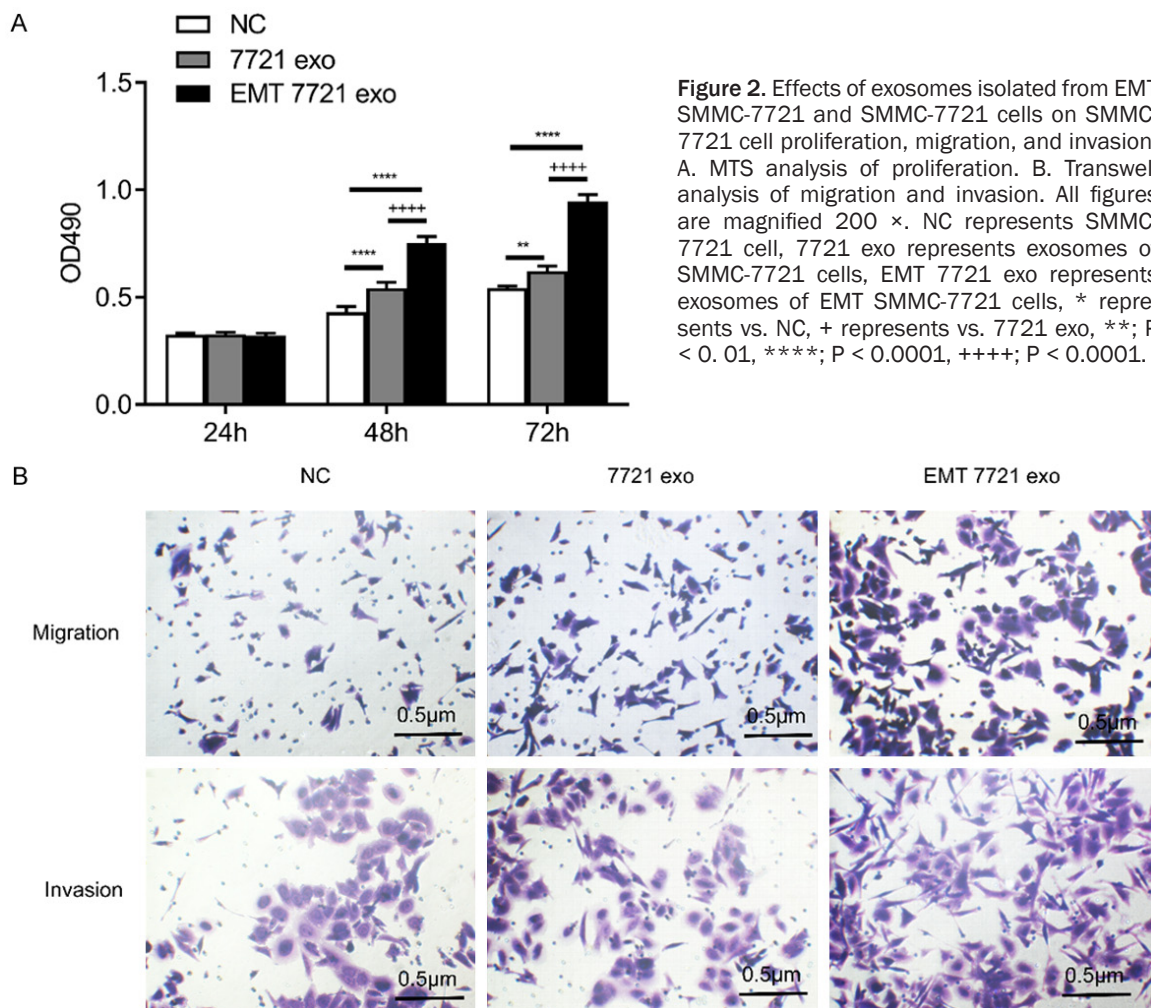 A
NC
7721 exo
EMT 7721 exo
1.5
1.0
0.5
0.0
OD490
****
++++
****
****
++++
**
24h
48h
72h
Figure 2. Effects of exosomes isolated from EMT
SMMC-7721 and SMMC-7721 cells on SMMC-
7721 cell proliferation, migration, and invasion
A. MTS analysis of proliferation. B. Transwel
analysis of migration and invasion. All figures
are magnified 200 ×. NC represents SMMC-
7721 cell, 7721 exo represents exosomes o
SMMC-7721 cells, EMT 7721 exo represents
exosomes of EMT SMMC-7721 cells, * repre-
sents vs. NC, + represents vs. 7721 exo, **; P
< 0. 01, ****; P < 0.0001, ++++; P < 0.0001.
B
NC
7721 exo
EMT 7721 exo
Migration
0.5µm
0.5µm
0.5µm
Invasion
0.5µm
0.5µm
0.5µm